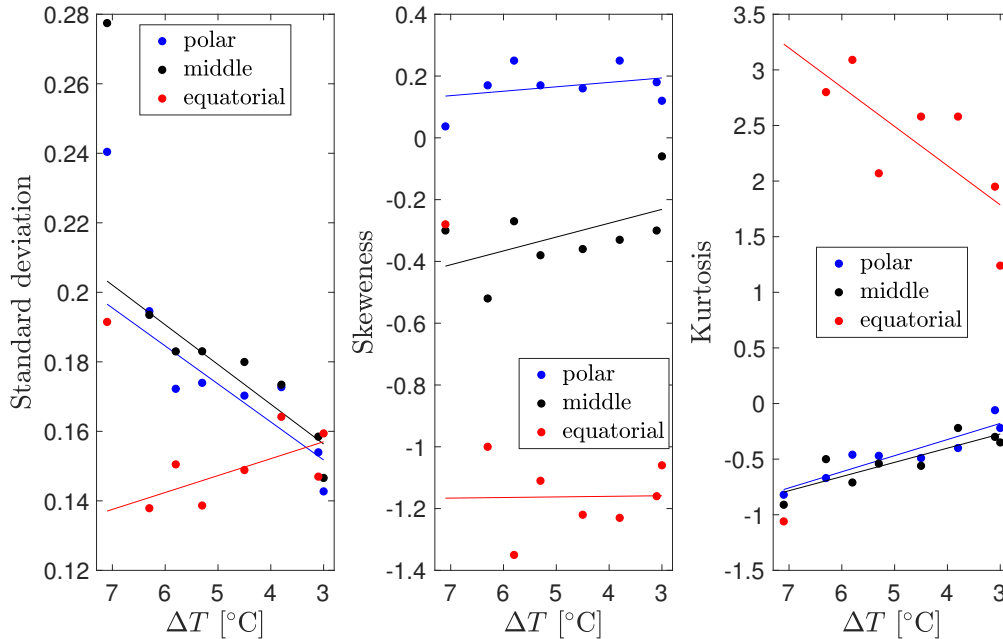 0.28
0.26
0.24
0.22
0.2
0.18
0.16
0.14
0.12
7 6 5 4 3
Standard deviation
ΔT [°C]
polar
middle
equatorial
0.4
0.2
0
-0.2
-0.4
-0.6
-0.8
-1
-1.2
-1.4
7 6 5 4 3
Skeweness
ΔT [°C]
polar
middle
equatorial
3.5
3
2.5
2
1.5
1
0.5
0
-0.5
-1
-1.5
7 6 5 4 3
Kurtosis
ΔT [°C]
polar
middle
equatorial